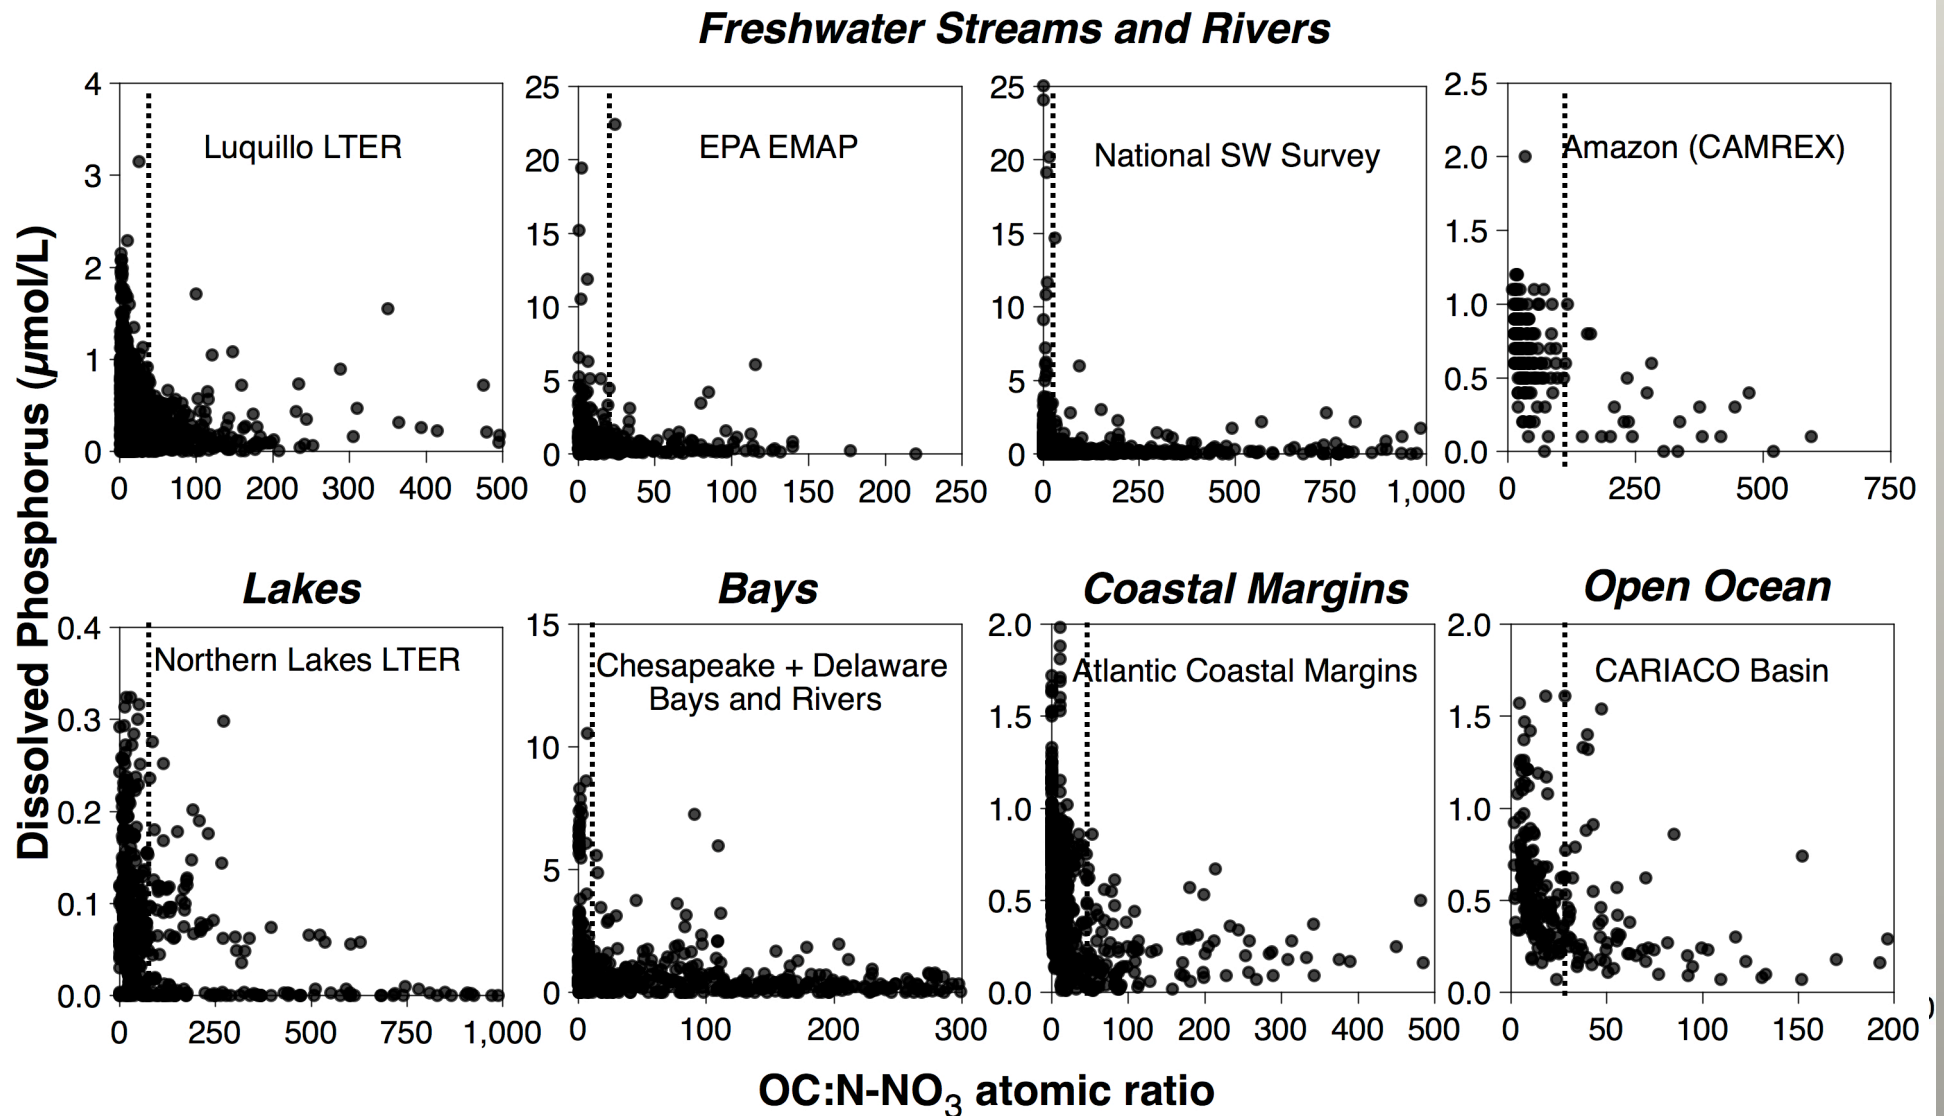 Freshwater Streams and Rivers
Dissolved Phosphorus (µmol/L)
Luquillo LTER
4
3
2
1
0
0 100 200 300 400 500
EPA EMAP
25
20
15
10
5
0
0 50 100 150 200 250
National SW Survey
25
20
15
10
5
0
0 250 500 750 1,000
Amazon (CAMREX)
2.5
2.0
1.5
1.0
0.5
0.0
0 250 500 750
Lakes
Northern Lakes LTER
0.4
0.3
0.2
0.1
0.0
0 250 500 750 1,000
Bays
Chesapeake + Delaware
Bays and Rivers
15
10
5
0
0 100 200 300
Coastal Margins
Atlantic Coastal Margins
2.0
1.5
1.0
0.5
0.0
0 100 200 300 400 500
Open Ocean
CARIACO Basin
2.0
1.5
1.0
0.5
0.0
0 50 100 150 200
)
OC:N-NO3 atomic ratio